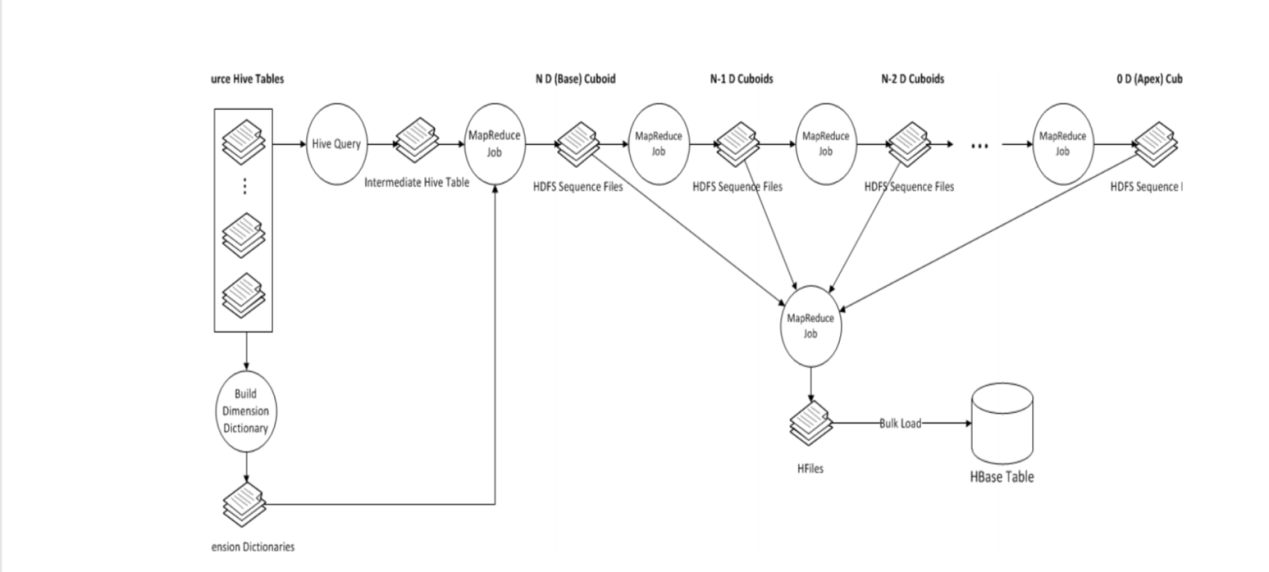 urce Hive Tables
N D (Base) Cuboid
N-1 D Cuboids
N-2 D Cuboids
0 D (Apex) Cub
Hive Query
Intermediate Hive Table
MapReduce
Job
HDFS Sequence Files
MapReduce
Job
HDFS Sequence Files
MapReduce
Job
HDFS Sequence Files
...
MapReduce
Job
HDFS Sequence
MapReduce
Job
Build
Dimension
Dictionary
HFiles
Bulk Load
HBase Table
ension Dictionaries